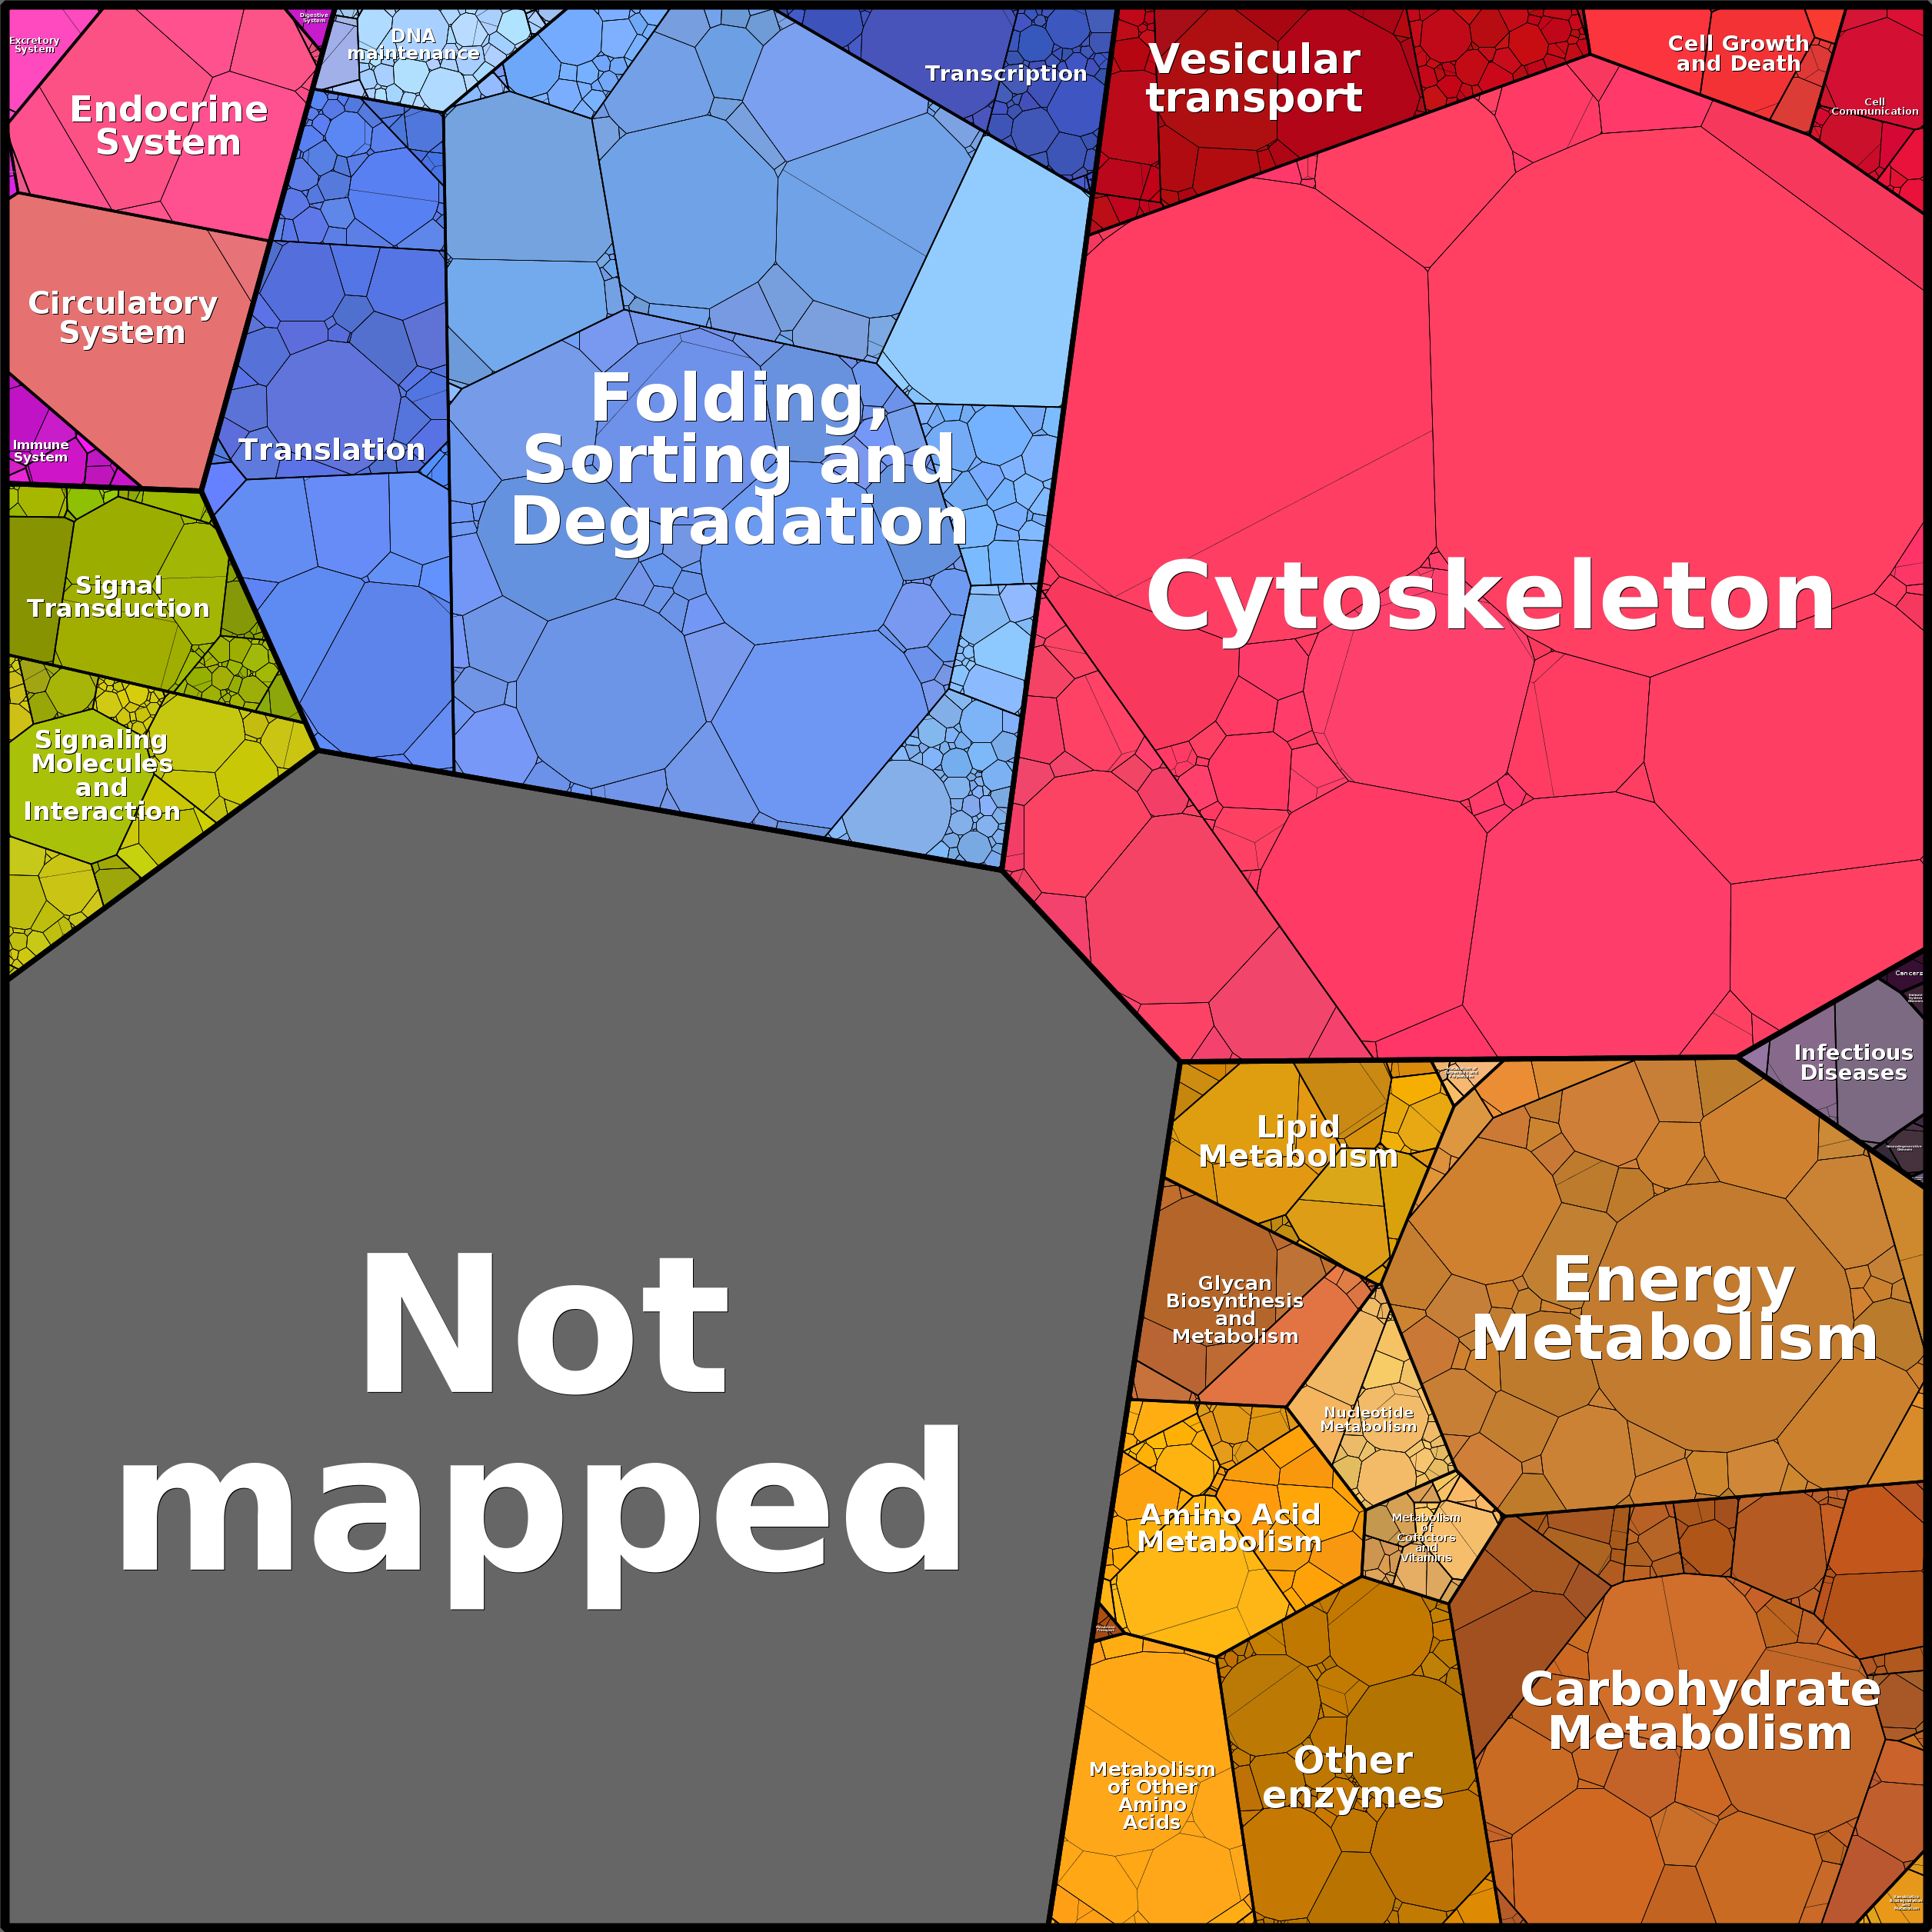 Excretory
System
Digestive
System
Endocrine
System
Circulatory
System
Immune
System
DNA
maintenance
Transcription
Translation
Folding,
Sorting and
Degradation
Vesicular
transport
Cell Growth
and Death
Cell
Communication
Cytoskeleton
Signal
Transduction
Signaling
Molecules
and
Interaction
Not
mapped
Cancers
Infectious
Diseases
Lipid
Metabolism
Glycan
Biosynthesis
and
Metabolism
Energy
Metabolism
Nucleotide
Metabolism
Amino Acid
Metabolism
Metabolism
of
Cofactors
and
Vitamins
Metabolism
of Other
Amino
Acids
Other
enzymes
Carbohydrate
Metabolism